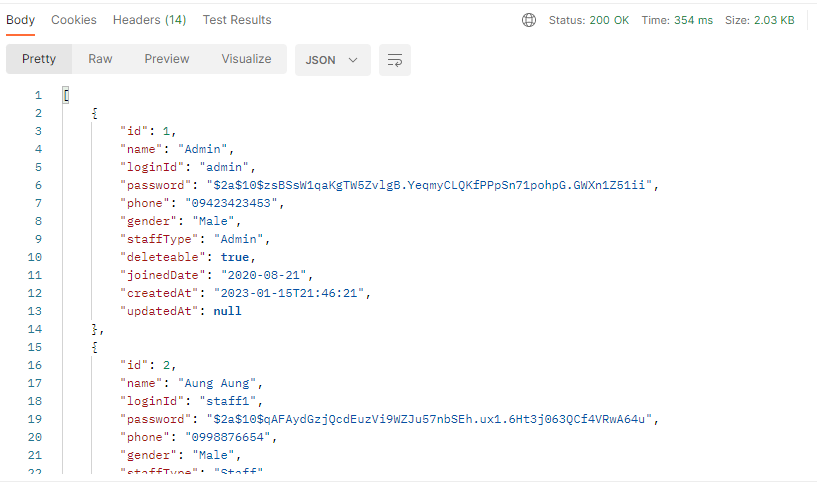 Body Cookies Headers (14) Test Results Status: 200 OK Time: 354 ms Size: 2.03 KB
Pretty Raw Preview Visualize JSON
1 [
2 {
3 "id": 1,
4 "name": "Admin",
5 "loginId": "admin",
6 "password": "$2a$10$zsBSsW1qaKgTW5ZvlgB.YeqmyCLQKfPPpSn71pohpG.GWXn1Z51ii",
7 "phone": "09423423453",
8 "gender": "Male",
9 "staffType": "Admin",
10 "deleteable": true,
11 "joinedDate": "2020-08-21",
12 "createdAt": "2023-01-15T21:46:21",
13 "updatedAt": null
14 },
15 {
16 "id": 2,
17 "name": "Aung Aung",
18 "loginId": "staff1",
19 "password": "$2a$10$qAFAydGzjQcdEuzVi9WZJu57nbSEh.ux1.6Ht3j063QCf4VRwA64u",
20 "phone": "0998876654",
21 "gender": "Male",
22 "staffType": "Staff"